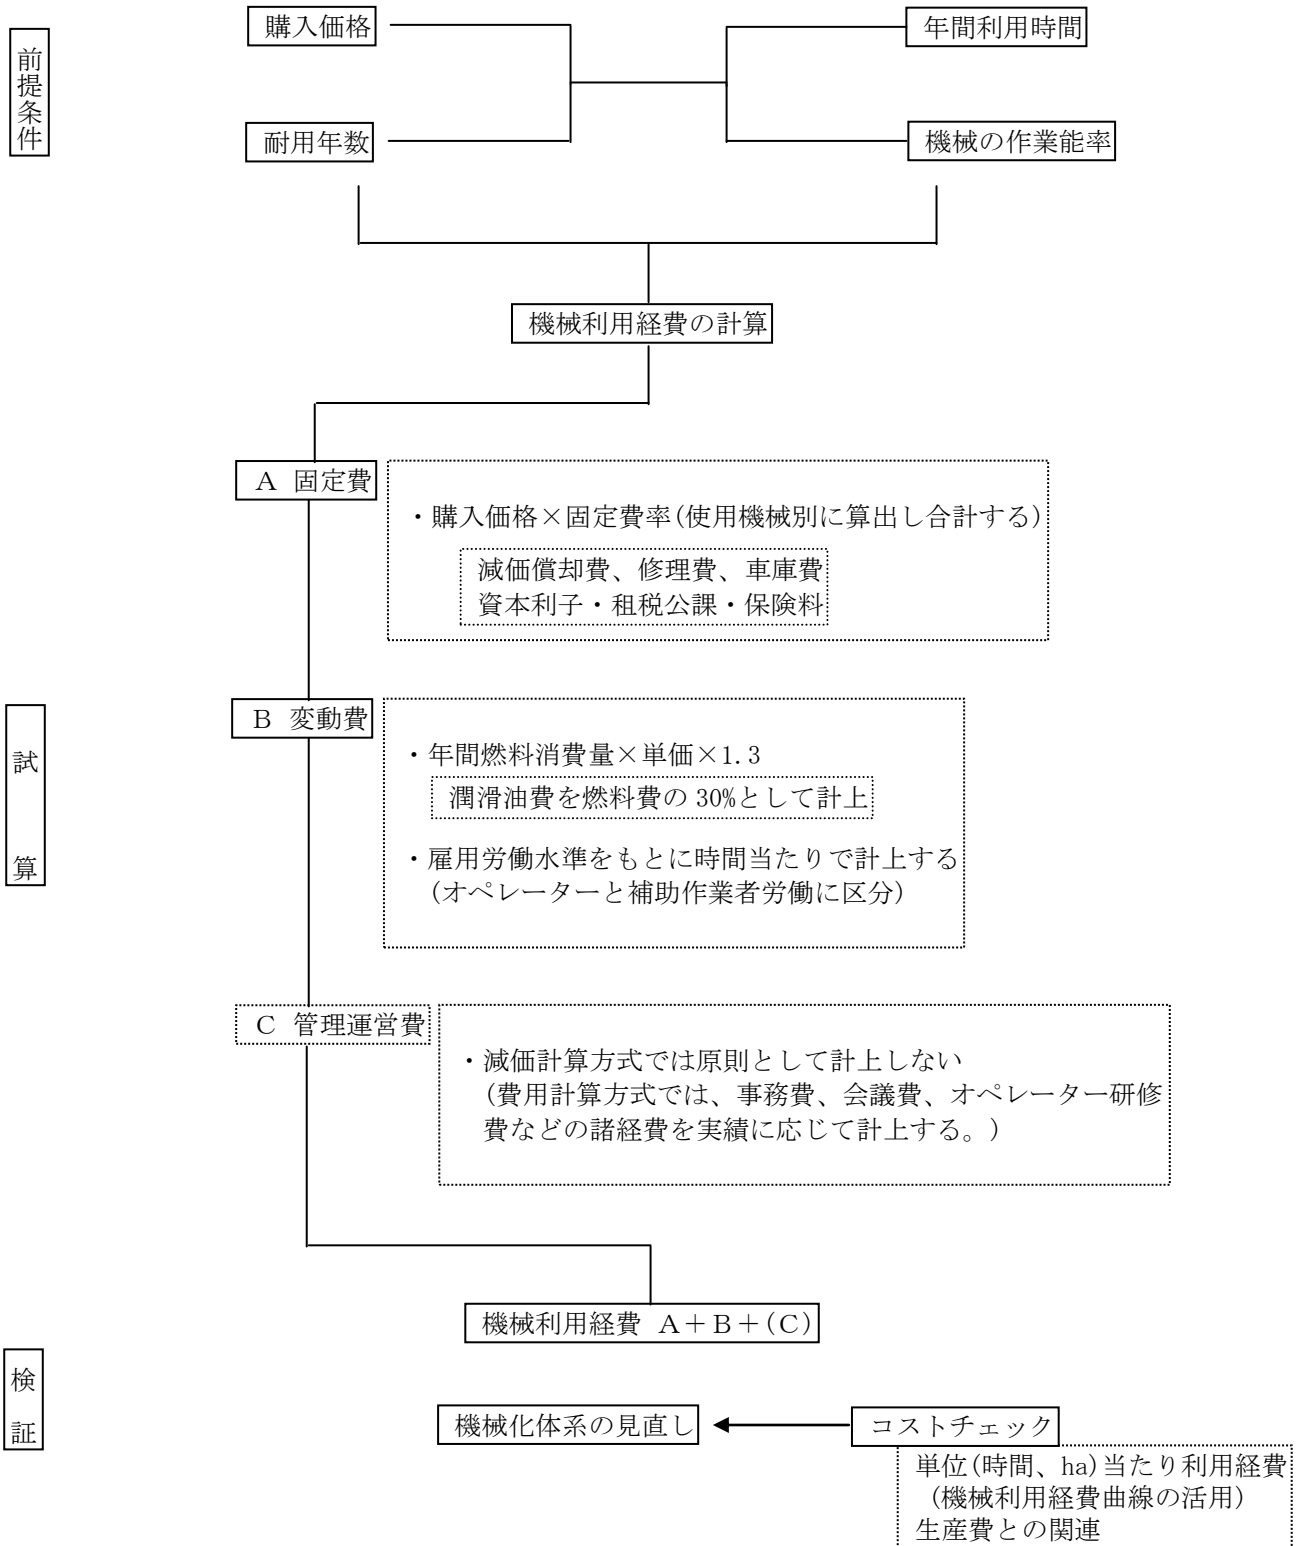 前提条件
購入価格
年間利用時間
耐用年数
機械の作業能率
機械利用経費の計算
試算
A 固定費
・購入価格×固定費率(使用機械別に算出し合計する)
減価償却費、修理費、車庫費
資本利子・租税公課・保険料
B 変動費
・年間燃料消費量×単価×1.3
潤滑油費を燃料費の 30%として計上
・雇用労働水準をもとに時間当たりで計上する
(オペレーターと補助作業者労働に区分)
C 管理運営費
・減価計算方式では原則として計上しない
(費用計算方式では、事務費、会議費、オペレーター研修
費などの諸経費を実績に応じて計上する。)
機械利用経費 A+B+(C)
検証
機械化体系の見直し
コストチェック
単位(時間、ha)当たり利用経費
(機械利用経費曲線の活用)
生産費との関連